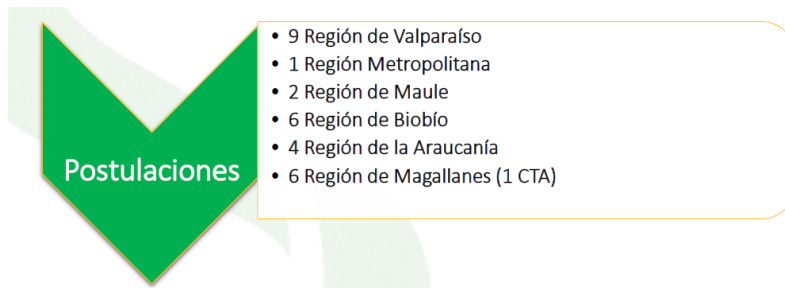 • 9 Región de Valparaíso
• 1 Región Metropolitana
• 2 Región de Maule
• 6 Región de Biobío
• 4 Región de la Araucanía
• 6 Región de Magallanes (1 CTA)
Postulaciones